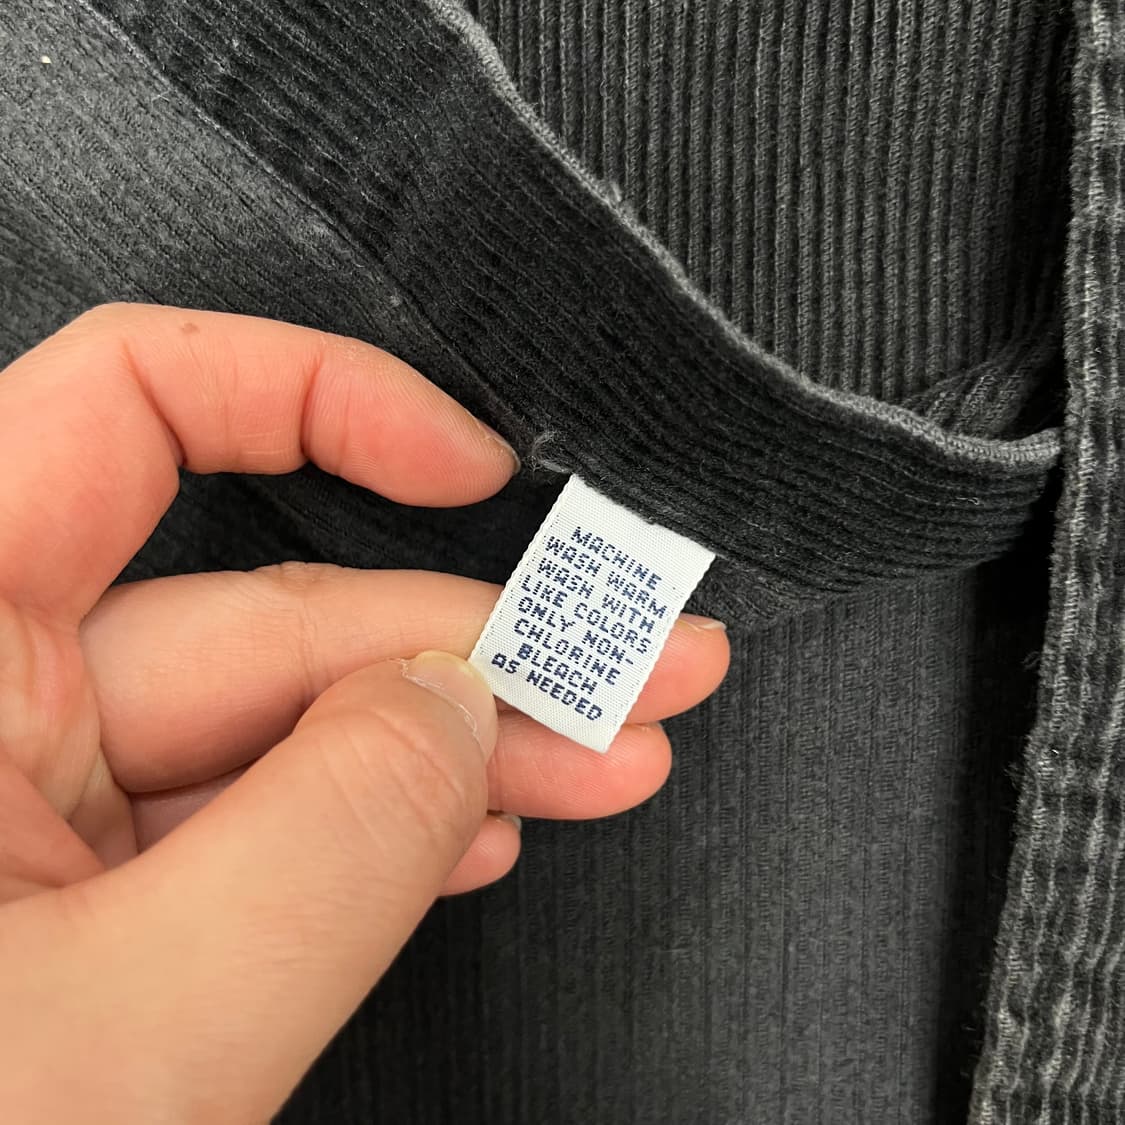 MACHINE
WASH WARM
WASH WITH
LIKE COLORS
ONLY NON-
CHLORINE
BLEACH
AS NEEDED